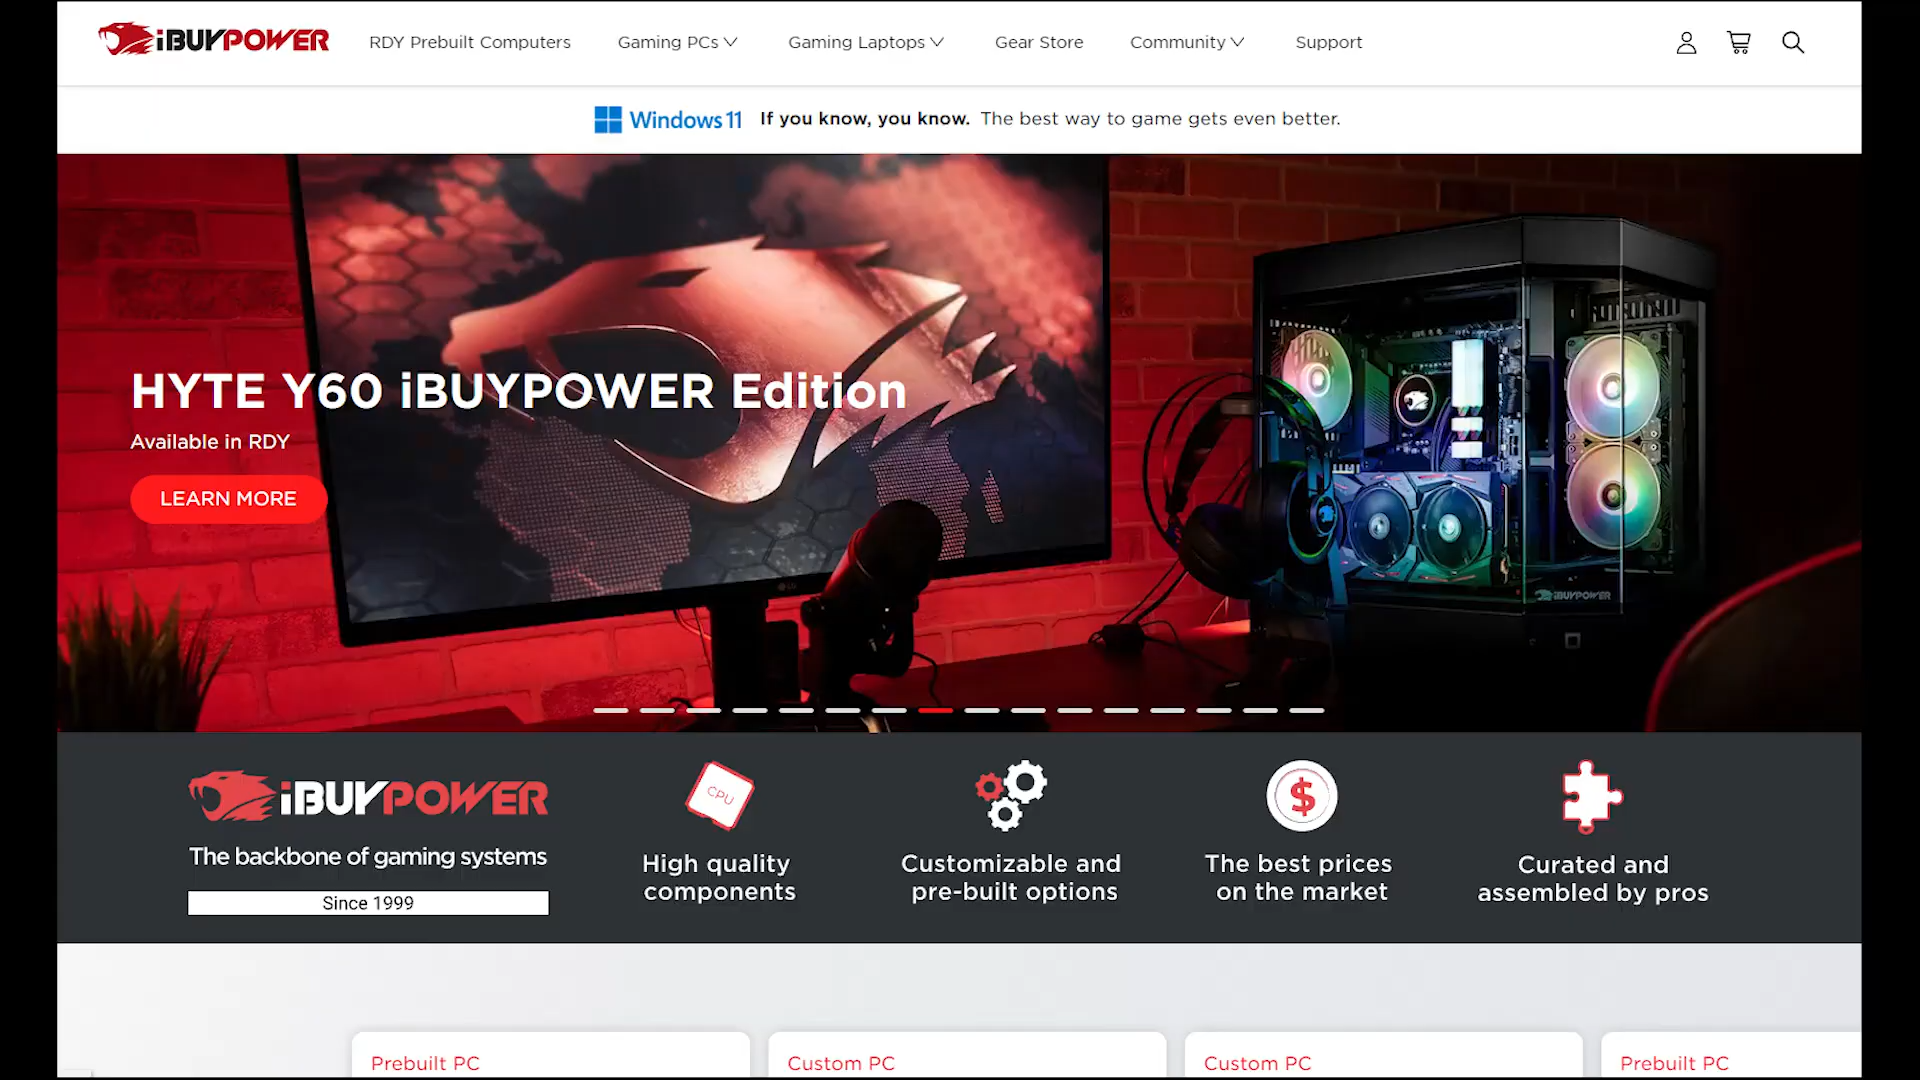 iBUYPOWER
RDY Prebuilt Computers
Gaming PCs
Gaming Laptops
Gear Store
Community
Support
Windows 11 If you know, you know. The best way to game gets even better.
HYTE Y60 iBUYPOWER Edition
Available in RDY
LEARN MORE
LG
iBUYPOWER
iBUYPOWER
The backbone of gaming systems
Since 1999
CPU
High quality
components
Customizable and
pre-built options
$
The best prices
on the market
Curated and
assembled by pros
Prebuilt PC
Custom PC
Custom PC
Prebuilt PC